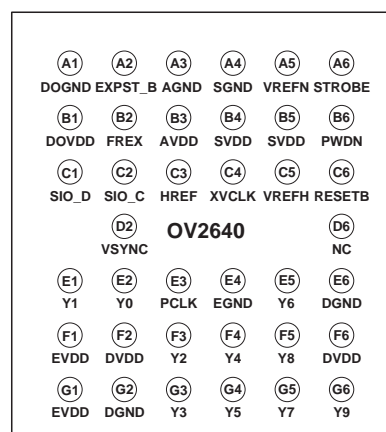 A1 A2 A3 A4 A5 A6
DOGND EXPST_B AGND SGND VREFN STROBE
B1 B2 B3 B4 B5 B6
DOVDD FREX AVDD SVDD SVDD PWDN
C1 C2 C3 C4 C5 C6
SIO_D SIO_C HREF XVCLK VREFH RESETB
D2 OV2640 D6
VSYNC NC
E1 E2 E3 E4 E5 E6
Y1 Y0 PCLK EGND Y6 DGND
F1 F2 F3 F4 F5 F6
EVDD DVDD Y2 Y4 Y8 DVDD
G1 G2 G3 G4 G5 G6
EVDD DGND Y3 Y5 Y7 Y9